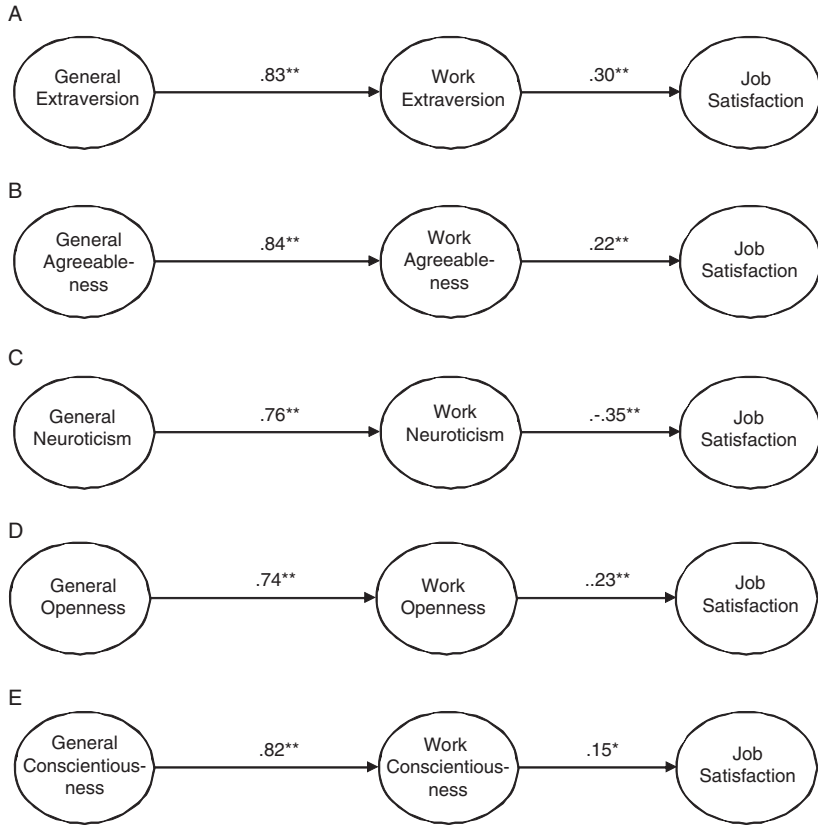 A
General
Extraversion
.83**
Work
Extraversion
.30**
Job
Satisfaction
B
General
Agreeable-
ness
.84**
Work
Agreeable-
ness
.22**
Job
Satisfaction
C
General
Neuroticism
.76**
Work
Neuroticism
.-.35**
Job
Satisfaction
D
General
Openness
.74**
Work
Openness
..23**
Job
Satisfaction
E
General
Conscientious-
ness
.82**
Work
Conscientious-
ness
.15*
Job
Satisfaction